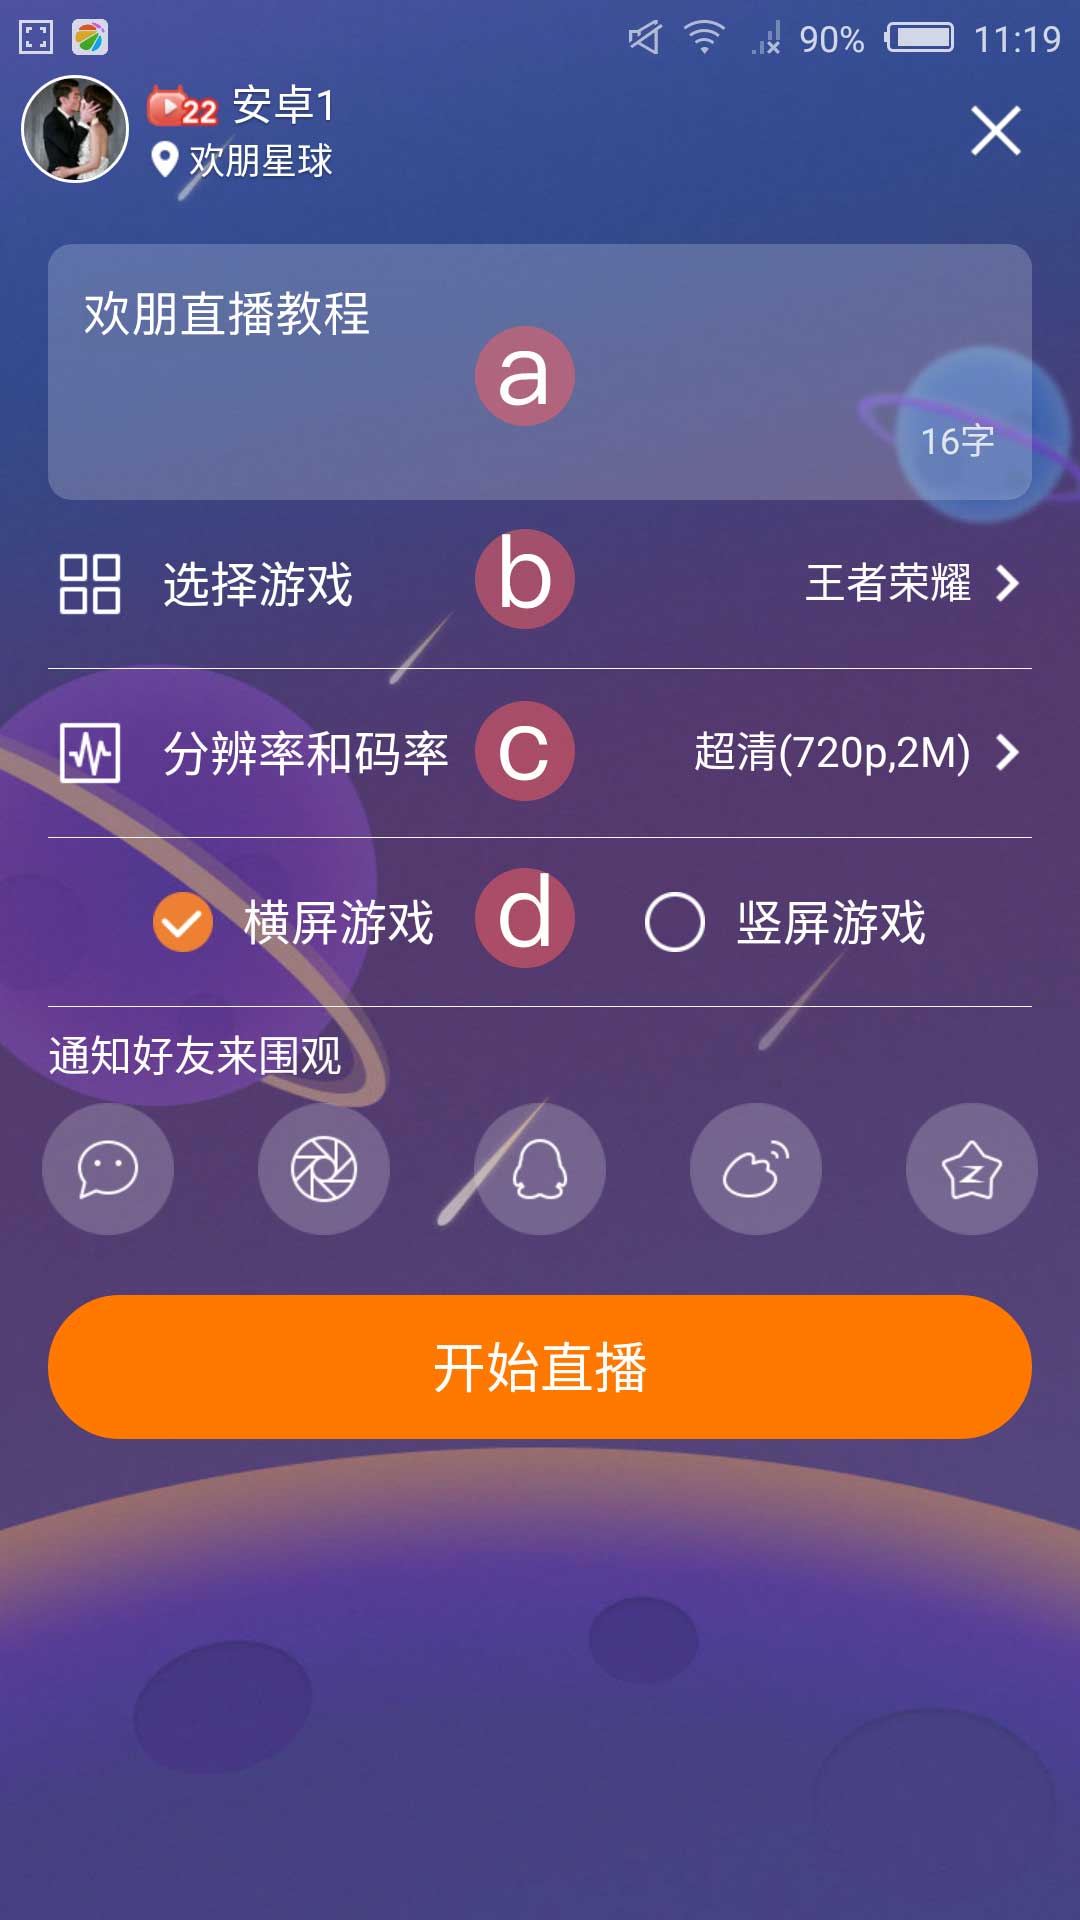 90% 11:19
22 安卓1
欢朋星球
欢朋直播教程
a
16字
选择游戏 b 王者荣耀
分辨率和码率 c 超清(720p,2M)
横屏游戏 d 竖屏游戏
通知好友来围观
开始直播